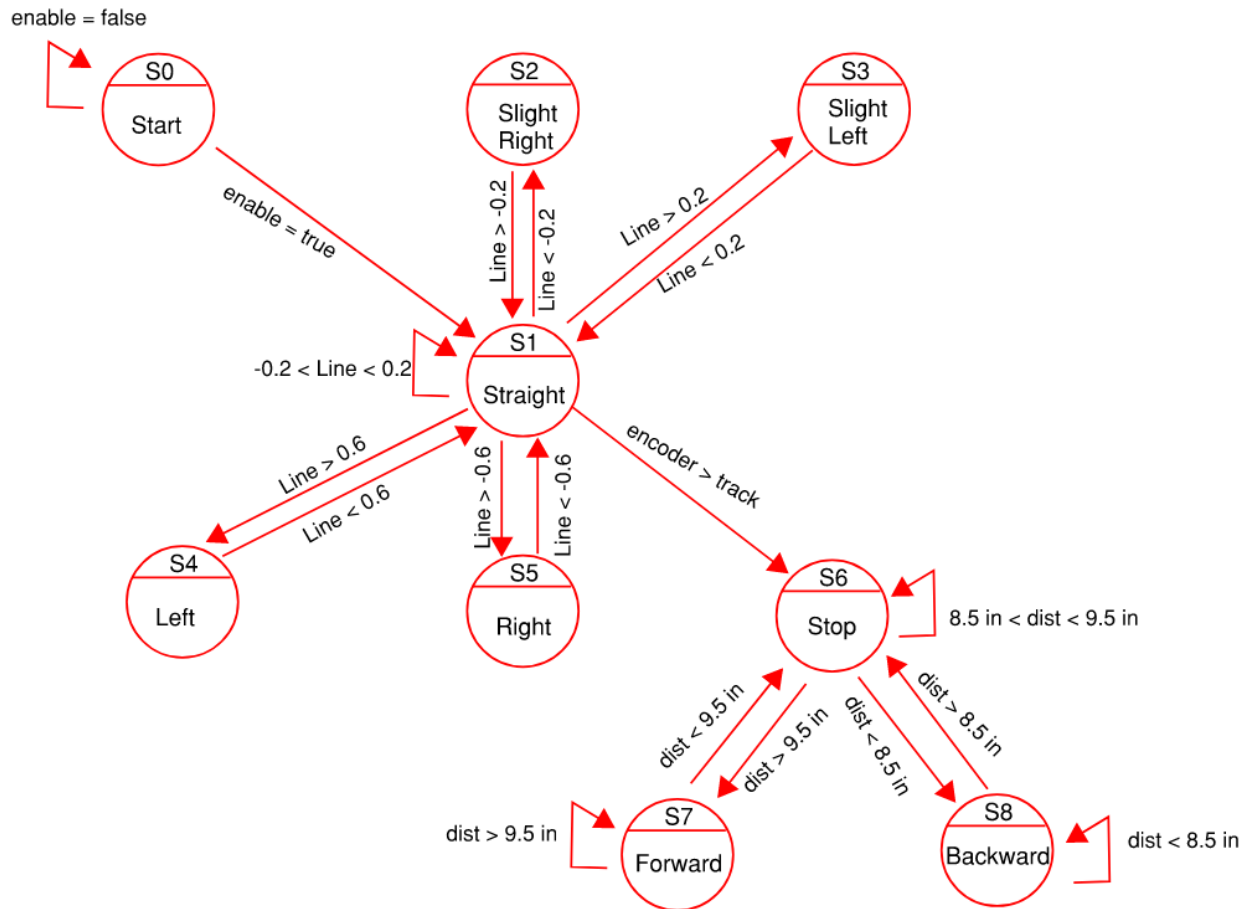 enable = false
S0
Start
S2
Slight
Right
S3
Slight
Left
enable = true
Line > -0.2
Line < -0.2
Line > 0.2
Line < 0.2
-0.2 < Line < 0.2
S1
Straight
Line > 0.6
Line < 0.6
Line > -0.6
Line < -0.6
encoder > track
S4
Left
S5
Right
S6
Stop
8.5 in < dist < 9.5 in
dist < 9.5 in
dist > 9.5 in
dist < 8.5 in
dist > 8.5 in
dist > 9.5 in
S7
Forward
S8
Backward
dist < 8.5 in